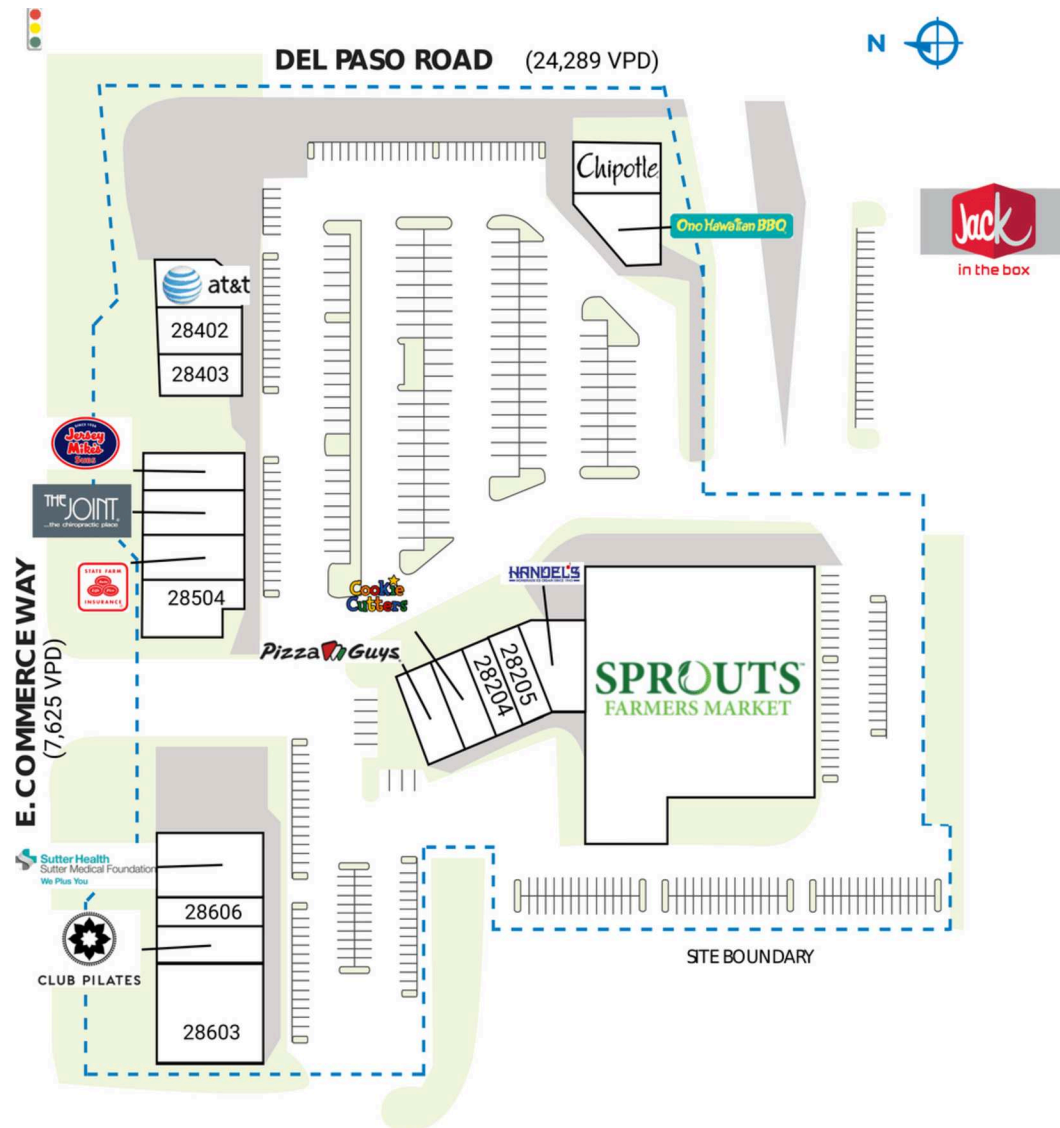 DEL PASO ROAD (24,289 VPD)
N
Chipotle
Ono Hawaiian BBQ
Jack
in the box
at&t
28402
28403
SINCE 1956
Jersey
Mike's
SUBS
THE JOINT
...the chiropractic place
STATE FARM
INSURANCE
28504
Cookie
Cutters
HANDEL'S
Pizza Guys
28204
28205
SPROUTS
FARMERS MARKET
E. COMMERCE WAY
(7,625 VPD)
Sutter Health
Sutter Medical Foundation
We Plus You
28606
CLUB PILATES
28603
SITE BOUNDARY